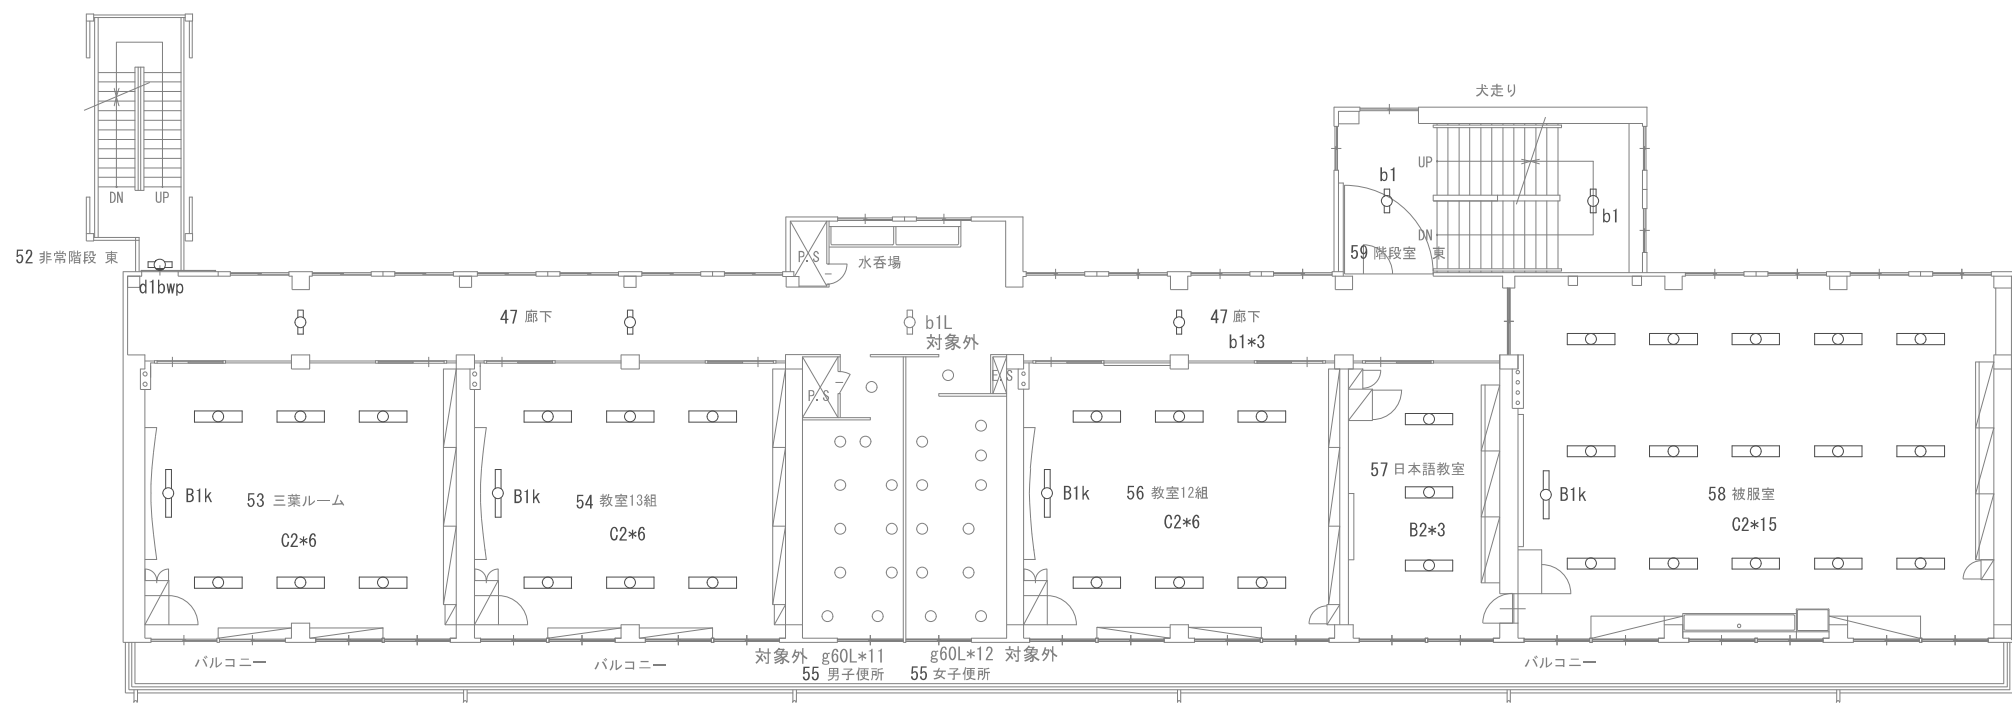 犬走り
UP
DN
b1
b1
59 階段室 東
DN
UP
52 非常階段 東
d1bwp
P.S
水呑場
47 廊下
b1L
対象外
47 廊下
b1*3
P.S
E.S
B1k
53 三葉ルーム
C2*6
B1k
54 教室13組
C2*6
B1k
56 教室12組
C2*6
57 日本語教室
B2*3
B1k
58 被服室
C2*15
バルコニー
バルコニー
対象外 g60L*11
55 男子便所
g60L*12 対象外
55 女子便所
バルコニー